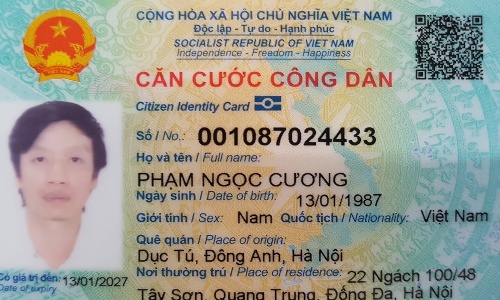 CỘNG HÒA XÃ HỘI CHỦ NGHĨA VIỆT NAM
Độc lập - Tự do - Hạnh phúc
SOCIALIST REPUBLIC OF VIET NAM
Independence - Freedom - Happiness
CĂN CƯỚC CÔNG DÂN
Citizen Identity Card
Số / No.: 001087024433
Họ và tên / Full name:
PHẠM NGỌC CƯƠNG
Ngày sinh / Date of birth: 13/01/1987
Giới tính / Sex: Nam Quốc tịch / Nationality: Việt Nam
Quê quán / Place of origin:
Dục Tú, Đông Anh, Hà Nội
Nơi thường trú / Place of residence: 22 Ngách 100/48
Tây Sơn, Quang Trung, Đống Đa, Hà Nội
Có giá trị đến: 13/01/2027
Date of expiry